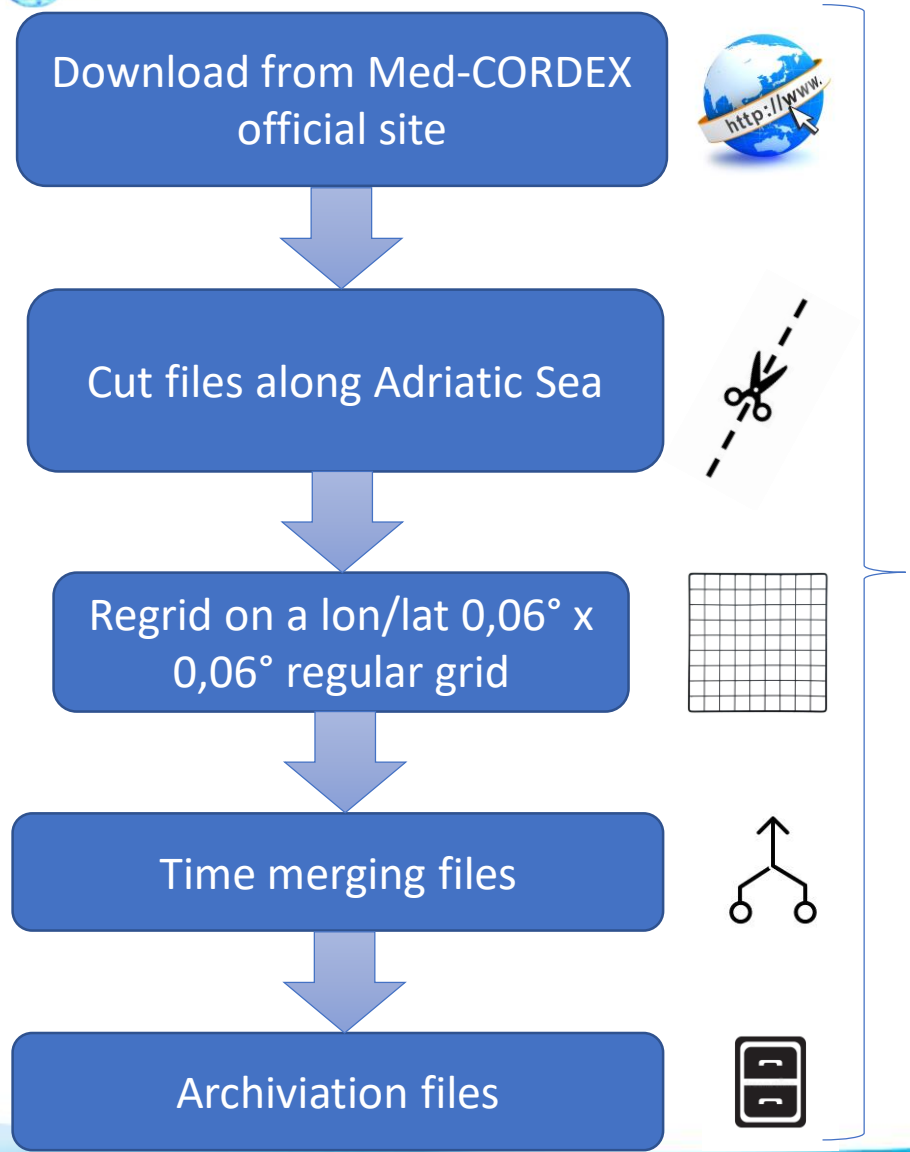 Download from Med-CORDEX
official site
http://www.
Cut files along Adriatic Sea
Regrid on a lon/lat 0,06° x
0,06° regular grid
Time merging files
Archiviation files